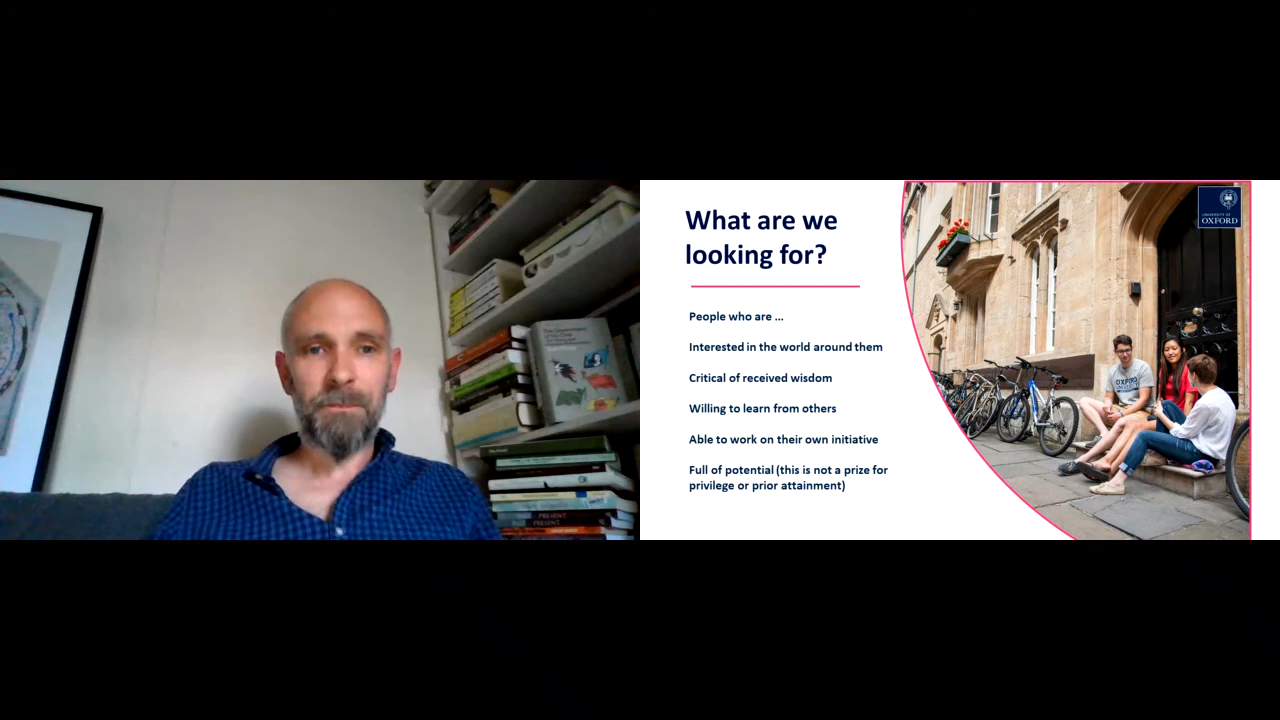 What are we
looking for?
People who are ...
Interested in the world around them
Critical of received wisdom
Willing to learn from others
Able to work on their own initiative
Full of potential (this is not a prize for
privilege or prior attainment)
UNIVERSITY OF
OXFORD
OXFORD
PRESENT
PRESENT